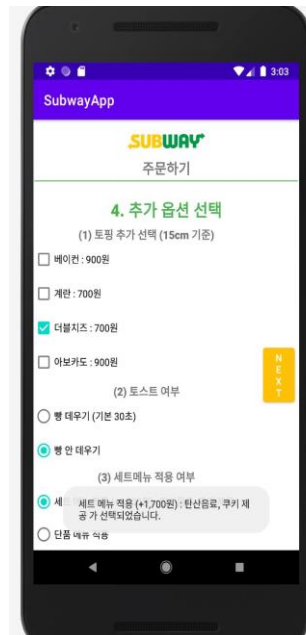 3:03
SubwayApp
SUBWAY
주문하기
4. 추가 옵션 선택
(1) 토핑 추가 선택 (15cm 기준)
베이컨 : 900원
계란 : 700원
더블치즈 : 700원
아보카도 : 900원
NEXT
(2) 토스트 여부
빵 데우기 (기본 30초)
빵 안 데우기
(3) 세트메뉴 적용 여부
세트 메뉴 적용 (+1,700원) : 탄산음료, 쿠키 제
공 가 선택되었습니다.
단품 메뉴 적용